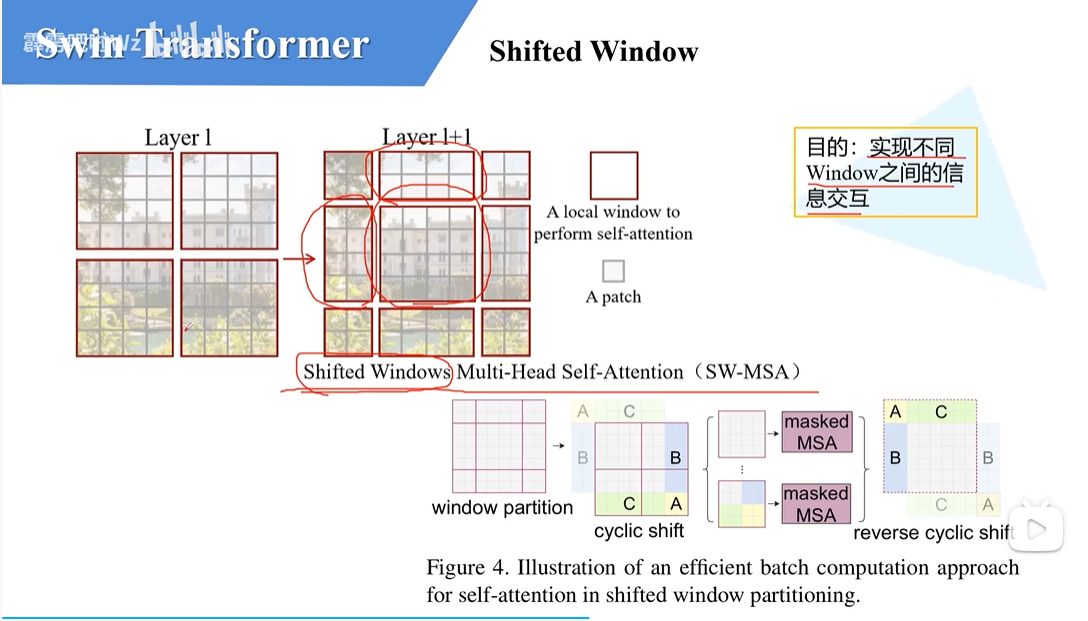 Swin Transformer
Shifted Window
Layer l
Layer l+1
目的：实现不同
Window之间的信
息交互
A local window to
perform self-attention
A patch
Shifted Windows Multi-Head Self-Attention（SW-MSA）
A
C
B
B
C
A
window partition
cyclic shift
masked
MSA
masked
MSA
A
C
B
B
C
A
reverse cyclic shift
Figure 4. Illustration of an efficient batch computation approach
for self-attention in shifted window partitioning.